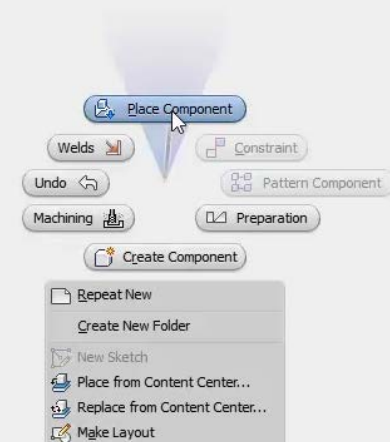 Place Component
Welds
Constraint
Undo
Pattern Component
Machining
Preparation
Create Component
Repeat New
Create New Folder
New Sketch
Place from Content Center...
Replace from Content Center...
Make Layout